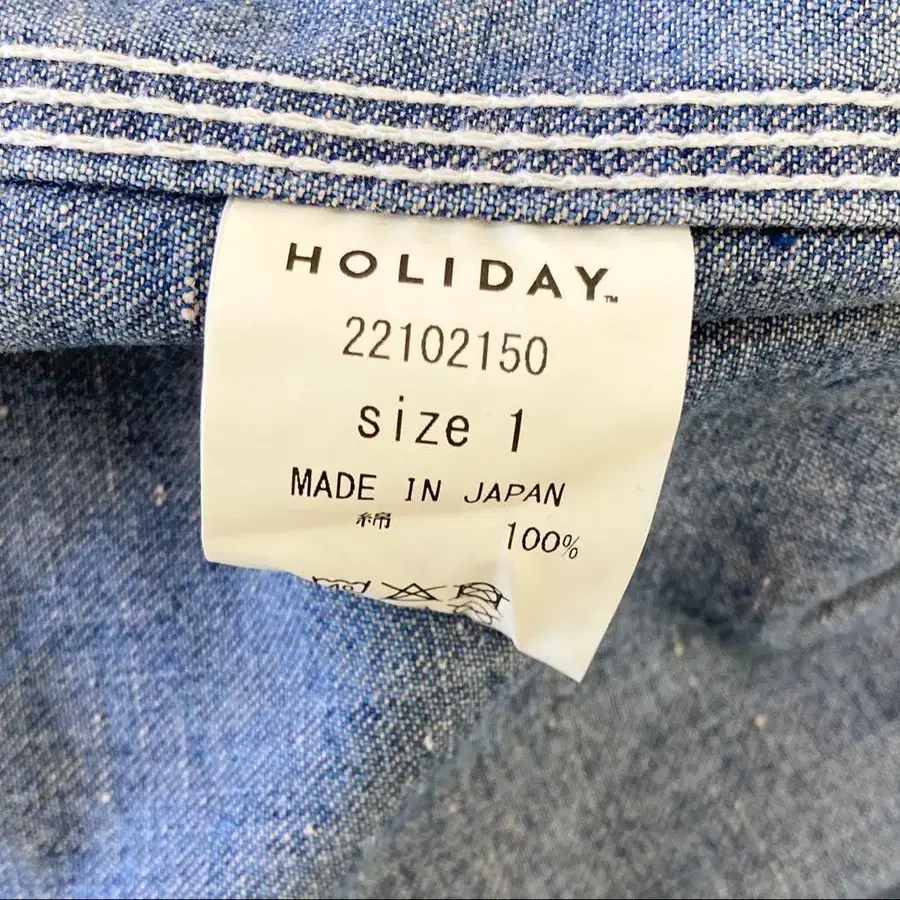 HOLIDAY™
22102150
size 1
MADE IN JAPAN
綿 100%